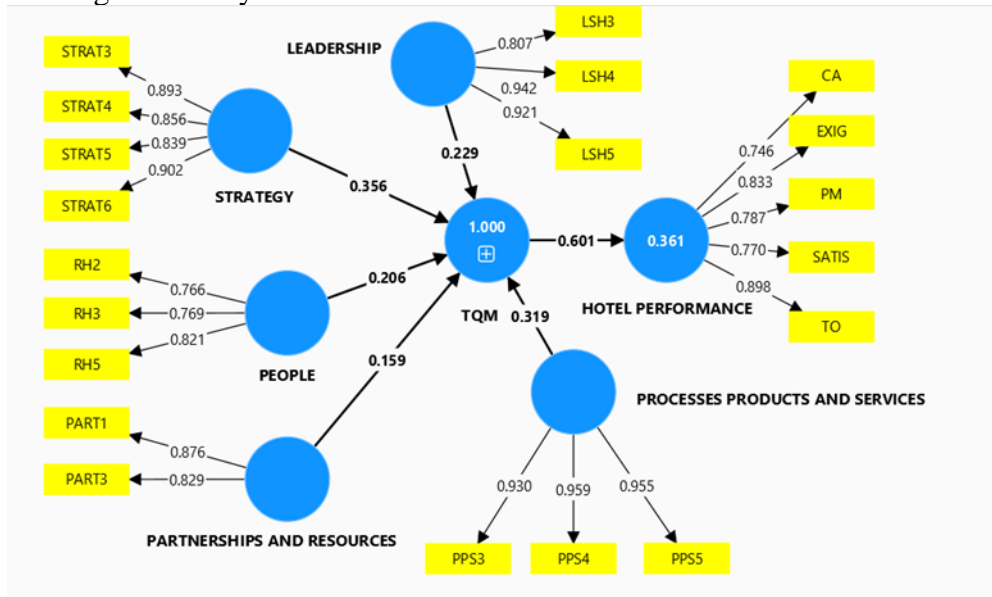 STRAT3
STRAT4
STRAT5
STRAT6
0.893
0.856
0.839
0.902
STRATEGY
LEADERSHIP
0.807
0.942
0.921
LSH3
LSH4
LSH5
0.229
0.356
RH2
RH3
RH5
0.766
0.769
0.821
PEOPLE
0.206
PART1
PART3
0.876
0.829
PARTNERSHIPS AND RESOURCES
0.159
1.000
TQM
0.601
0.361
HOTEL PERFORMANCE
0.746
0.833
0.787
0.770
0.898
CA
EXIG
PM
SATIS
TO
0.319
PROCESSES PRODUCTS AND SERVICES
0.930
0.959
0.955
PPS3
PPS4
PPS5